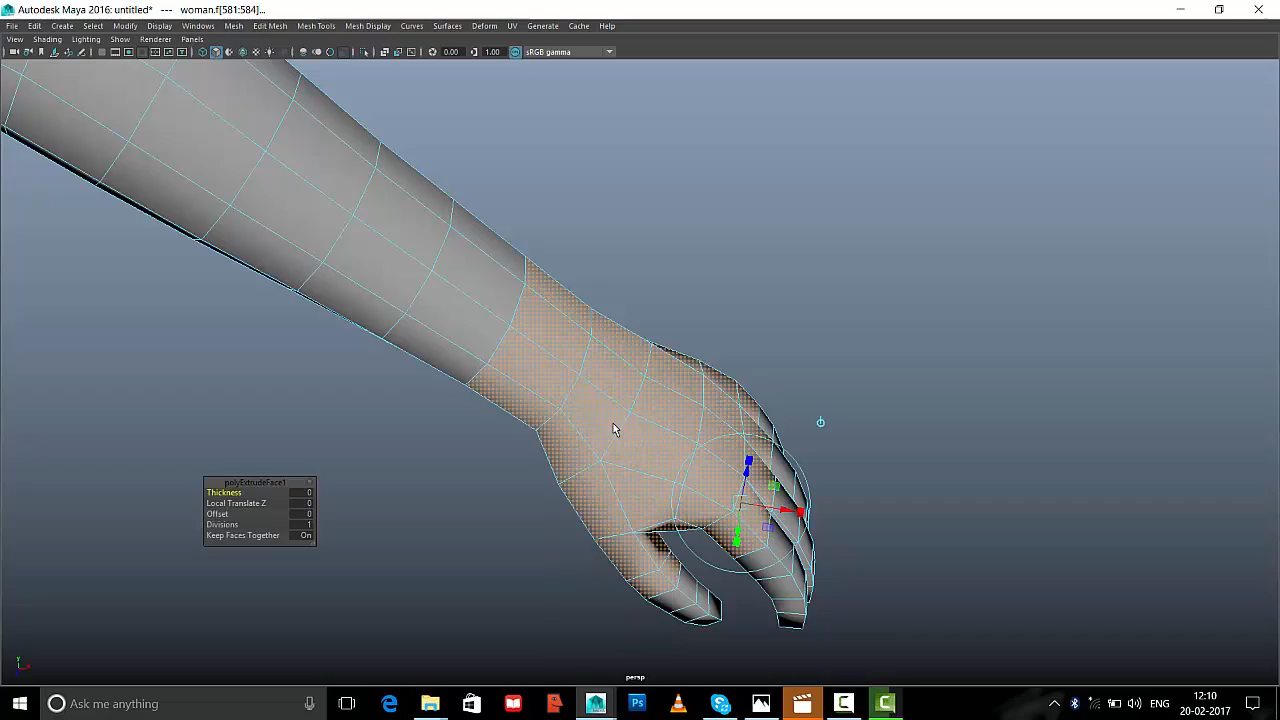 Autodesk Maya 2016: untitled* --- woman.f[581:584]...
File Edit Create Select Modify Display Windows Mesh Edit Mesh Mesh Tools Mesh Display Curves Surfaces Deform UV Generate Cache Help
View Shading Lighting Show Renderer Panels
0.00 1.00 sRGB gamma
polyExtrudeFace1
Thickness 0
Local Translate Z 0
Offset 0
Divisions 1
Keep Faces Together On
persp
Ask me anything
Ps
ENG
12:10
20-02-2017